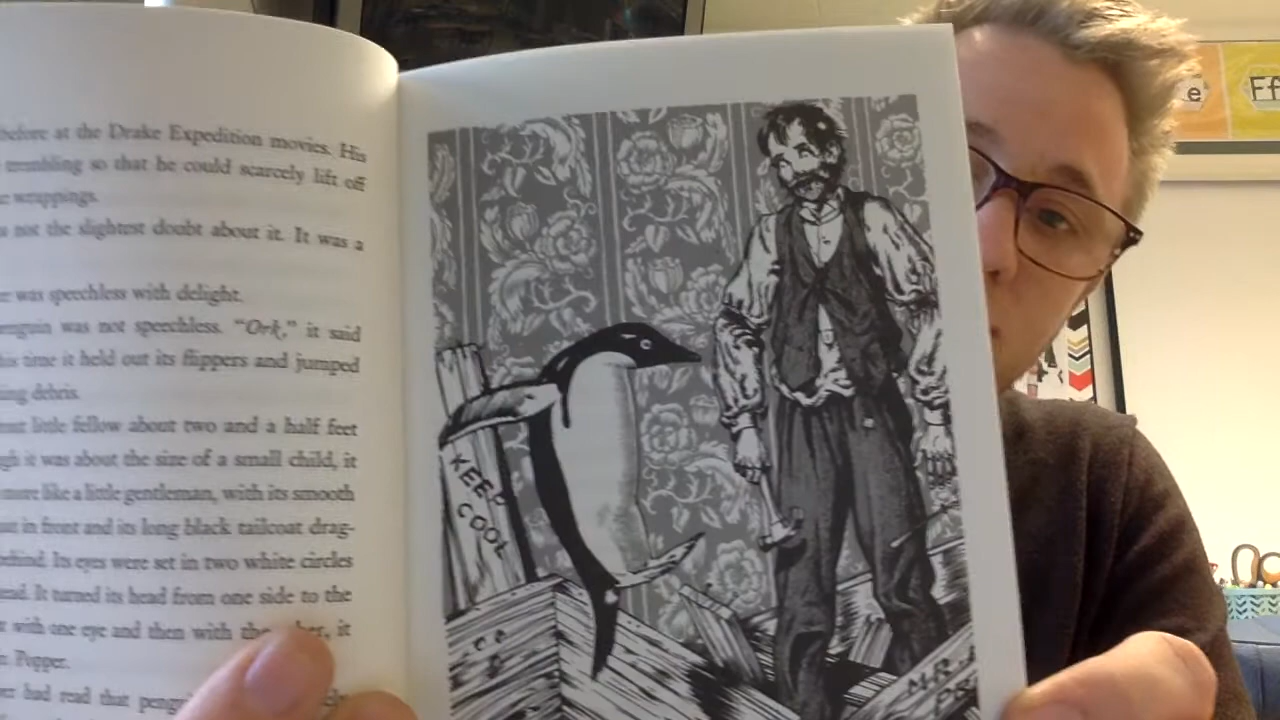 before at the Drake Expedition movies. His
trembling so that he could scarcely lift off
wrappings.
not the slightest doubt about it. It was a
was speechless with delight.
enguin was not speechless. "Ork," it said
his time it held out its flippers and jumped
ing debris.
out little fellow about two and a half feet
gh it was about the size of a small child, it
more like a little gentleman, with its smooth
in front and its long black tailcoat drag-
behind. Its eyes were set in two white circles
ead. It turned its head from one side to the
with one eye and then with the other, it
Popper.
had read that
KEEP
COOL
MR.
e
Ff